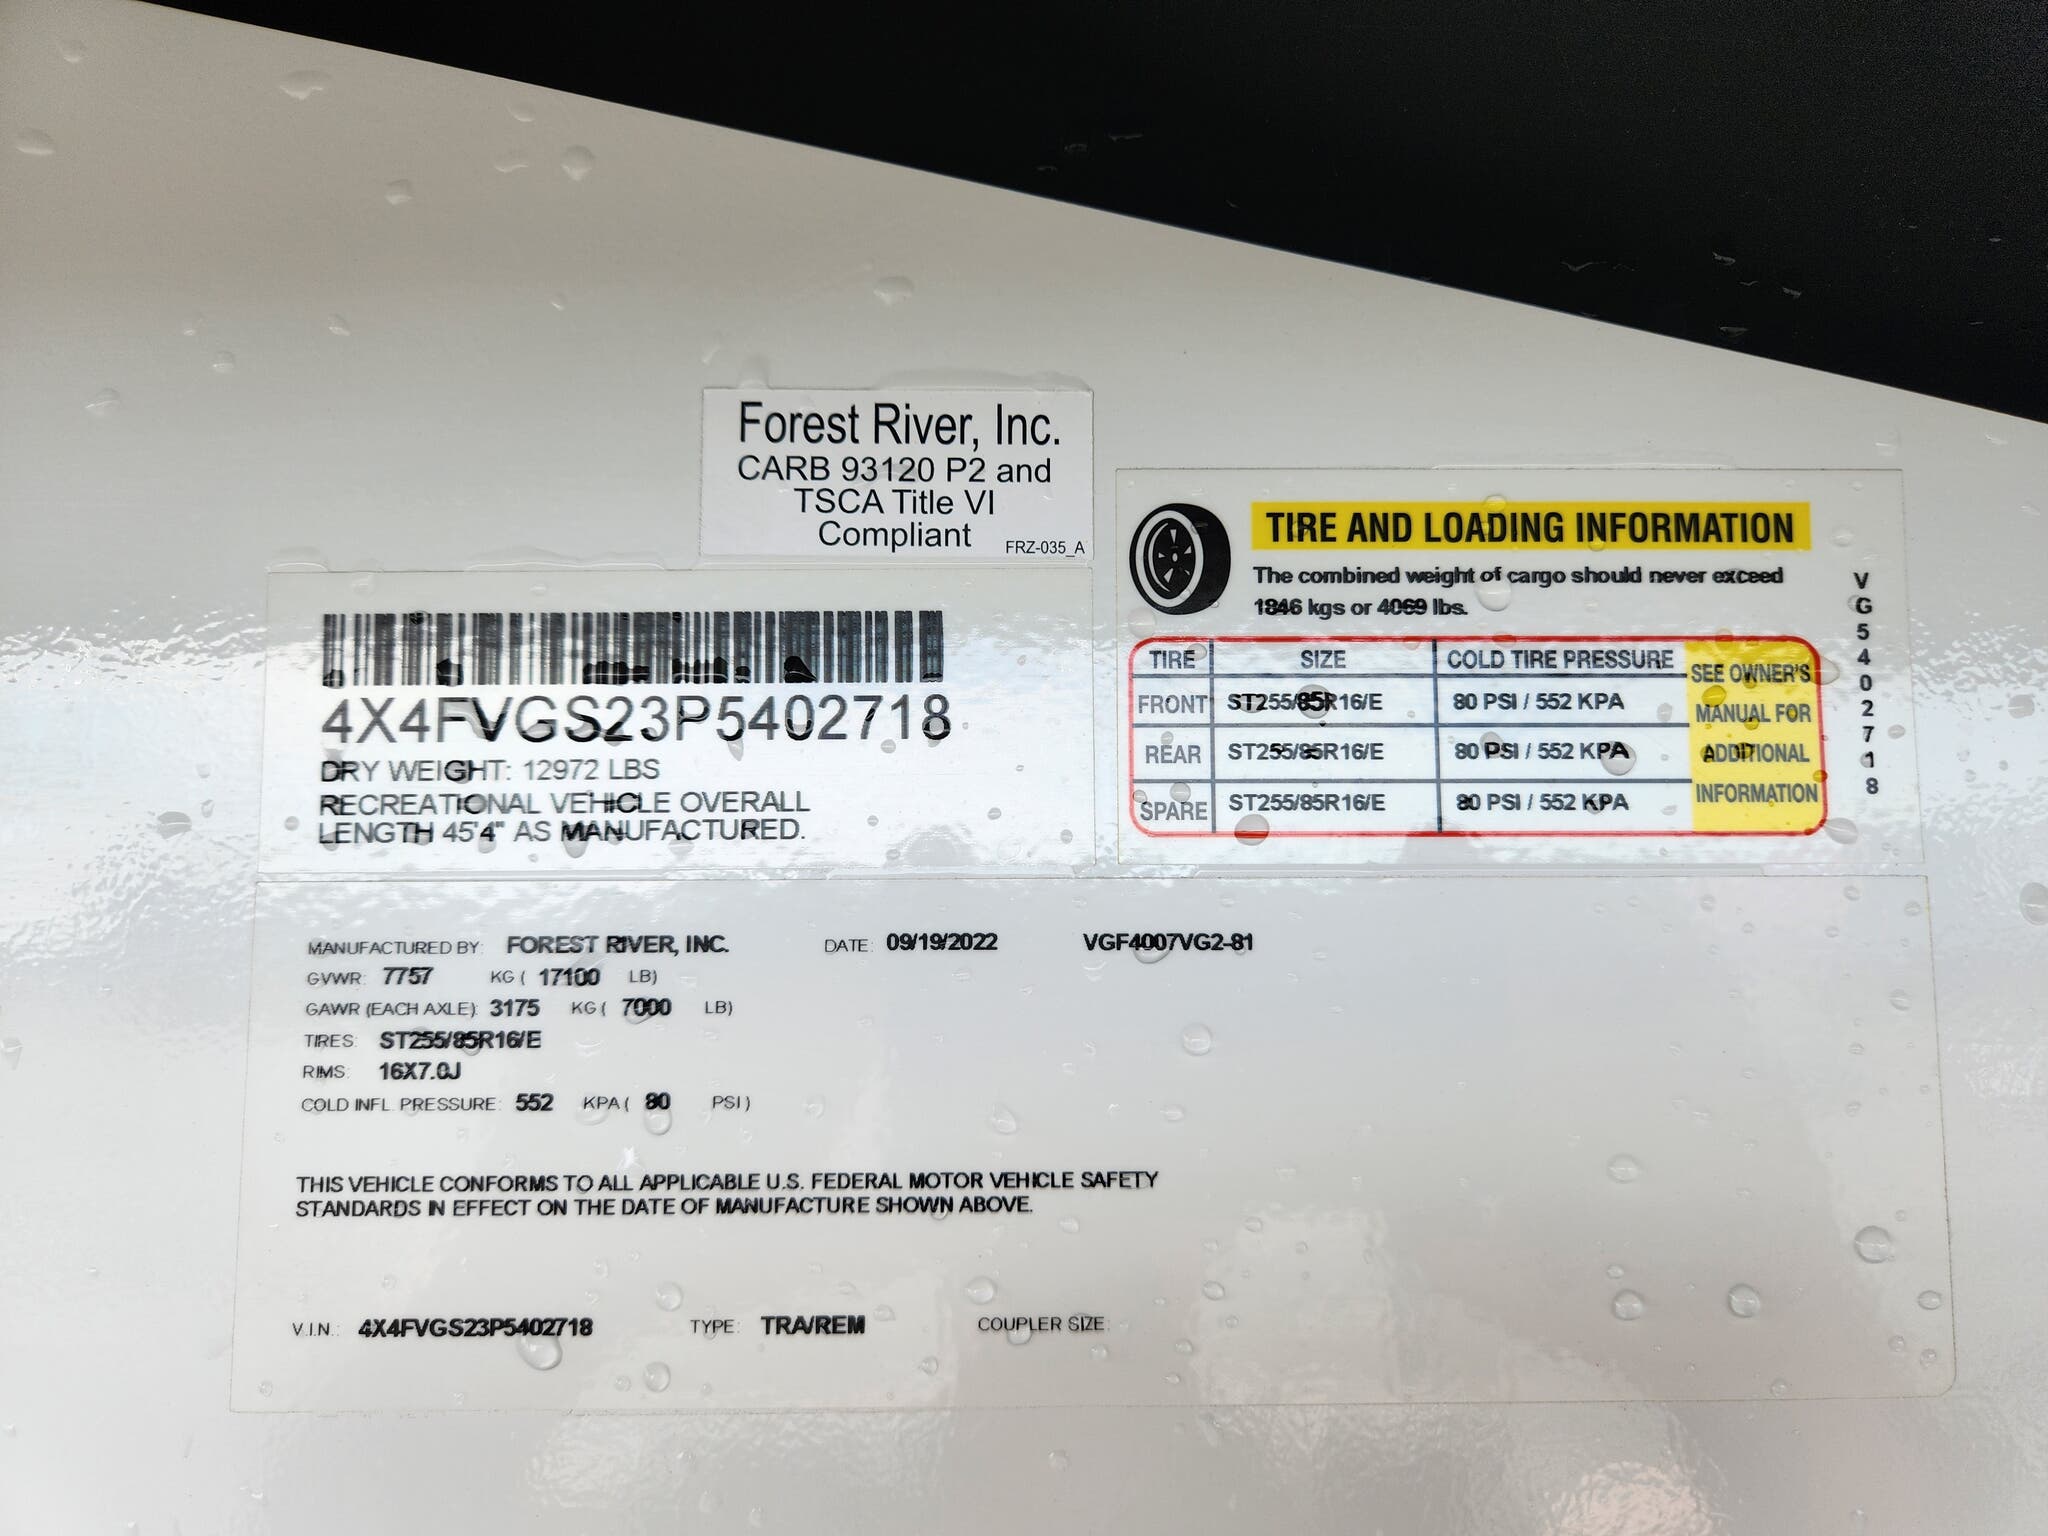 Forest River, Inc.
CARB 93120 P2 and
TSCA Title VI
Compliant
FRZ-035_A
4X4FVGS23P5402718
DRY WEIGHT: 12972 LBS
RECREATIONAL VEHICLE OVERALL
LENGTH 45'4" AS MANUFACTURED.
TIRE AND LOADING INFORMATION
The combined weight of cargo should never exceed
1846 kgs or 4069 lbs.
TIRE SIZE COLD TIRE PRESSURE
FRONT ST255/85R16/E 80 PSI / 552 KPA
REAR ST255/85R16/E 80 PSI / 552 KPA
SPARE ST255/85R16/E 80 PSI / 552 KPA
SEE OWNER'S
MANUAL FOR
ADDITIONAL
INFORMATION
VG5402718
MANUFACTURED BY: FOREST RIVER, INC. DATE: 09/19/2022 VGF4007VG2-81
GVWR: 7757 KG ( 17100 LB)
GAWR (EACH AXLE): 3175 KG ( 7000 LB)
TIRES: ST255/85R16/E
RIMS: 16X7.0J
COLD INFL. PRESSURE: 552 KPA ( 80 PSI )
THIS VEHICLE CONFORMS TO ALL APPLICABLE U.S. FEDERAL MOTOR VEHICLE SAFETY
STANDARDS IN EFFECT ON THE DATE OF MANUFACTURE SHOWN ABOVE.
V.I.N.: 4X4FVGS23P5402718 TYPE: TRA/REM COUPLER SIZE: